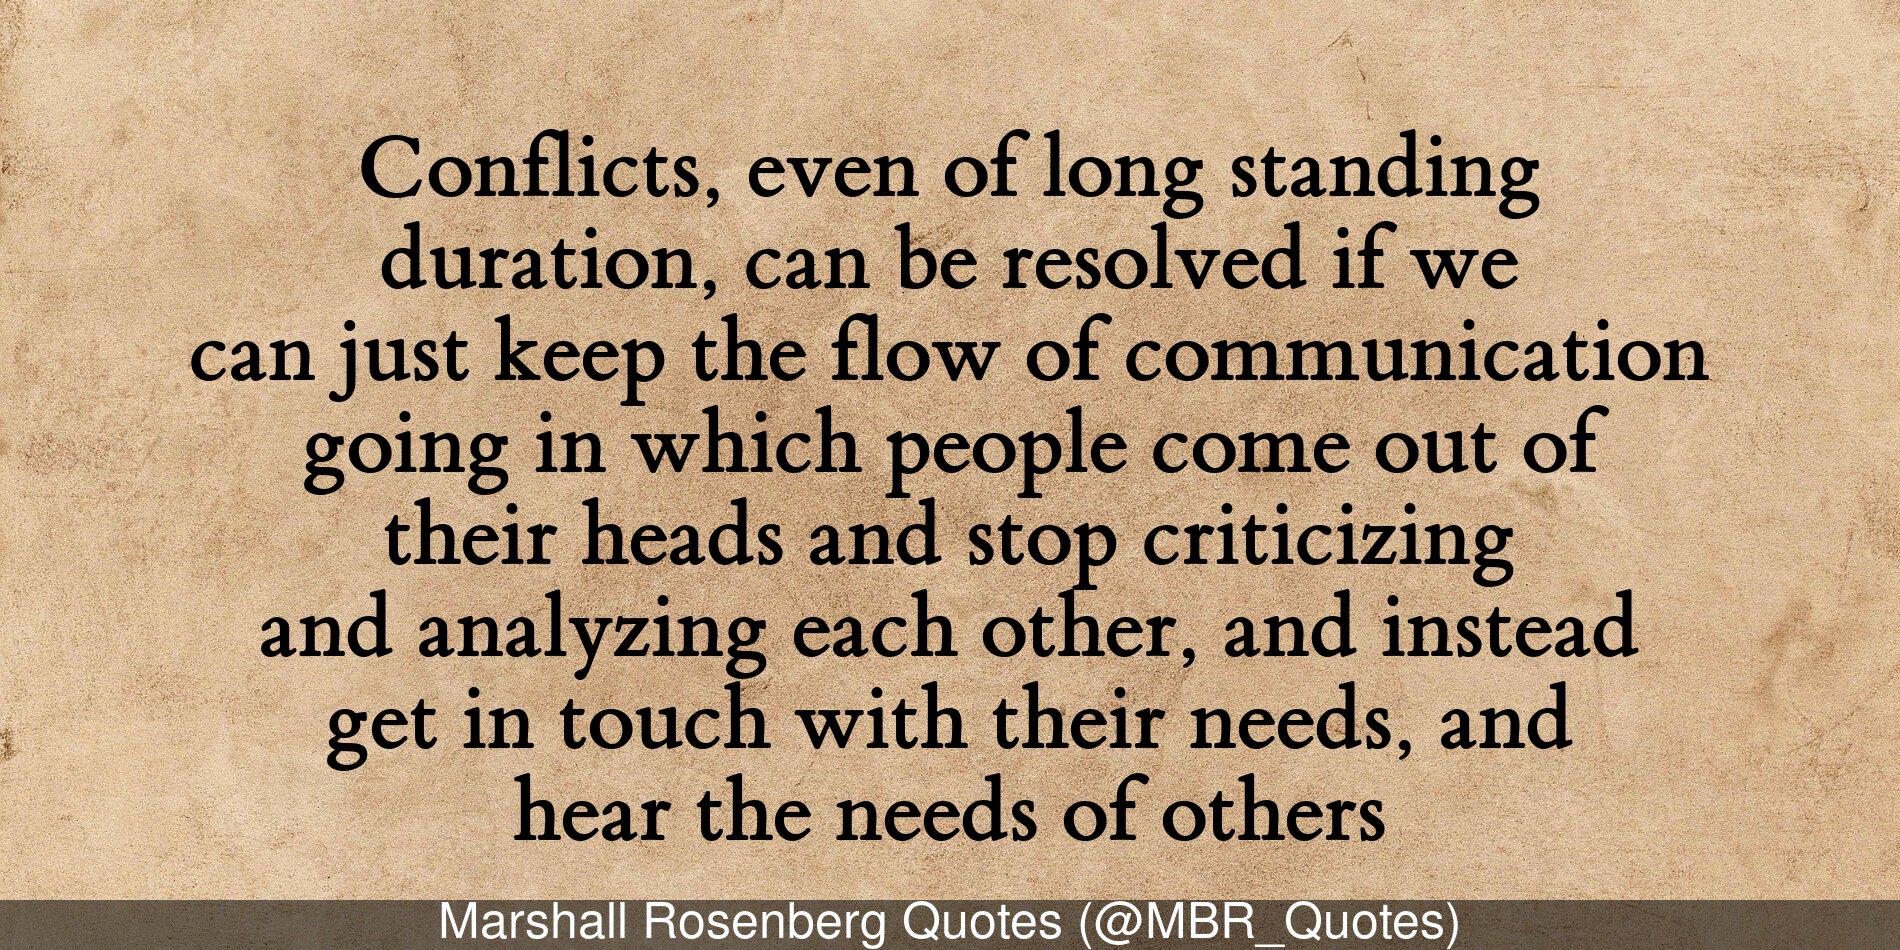 Conflicts, even of long standing
duration, can be resolved if we
can just keep the flow of communication
going in which people come out of
their heads and stop criticizing
and analyzing each other, and instead
get in touch with their needs, and
hear the needs of others
Marshall Rosenberg Quotes (@MBR_Quotes)